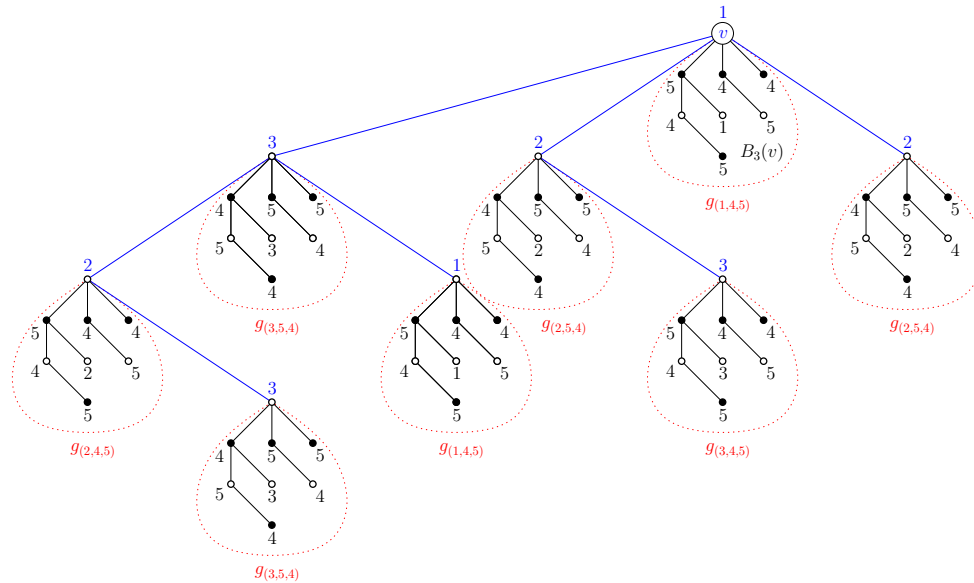 1
v
5 4 4
4 1 5
5 B₃(v)
g₍₁,₄,₅₎
3 2 2
4 5 5 4 5 5 4 5 5
5 3 4 5 2 4 5 2 4
4 4 4
g₍₃,₅,₄₎ g₍₂,₅,₄₎ g₍₂,₅,₄₎
2 1 3
5 4 4 5 4 4 5 4 4
4 2 5 4 1 5 4 3 5
5 5 5
g₍₂,₄,₅₎ g₍₁,₄,₅₎ g₍₃,₄,₅₎
3
4 5 5
5 3 4
4
g₍₃,₅,₄₎